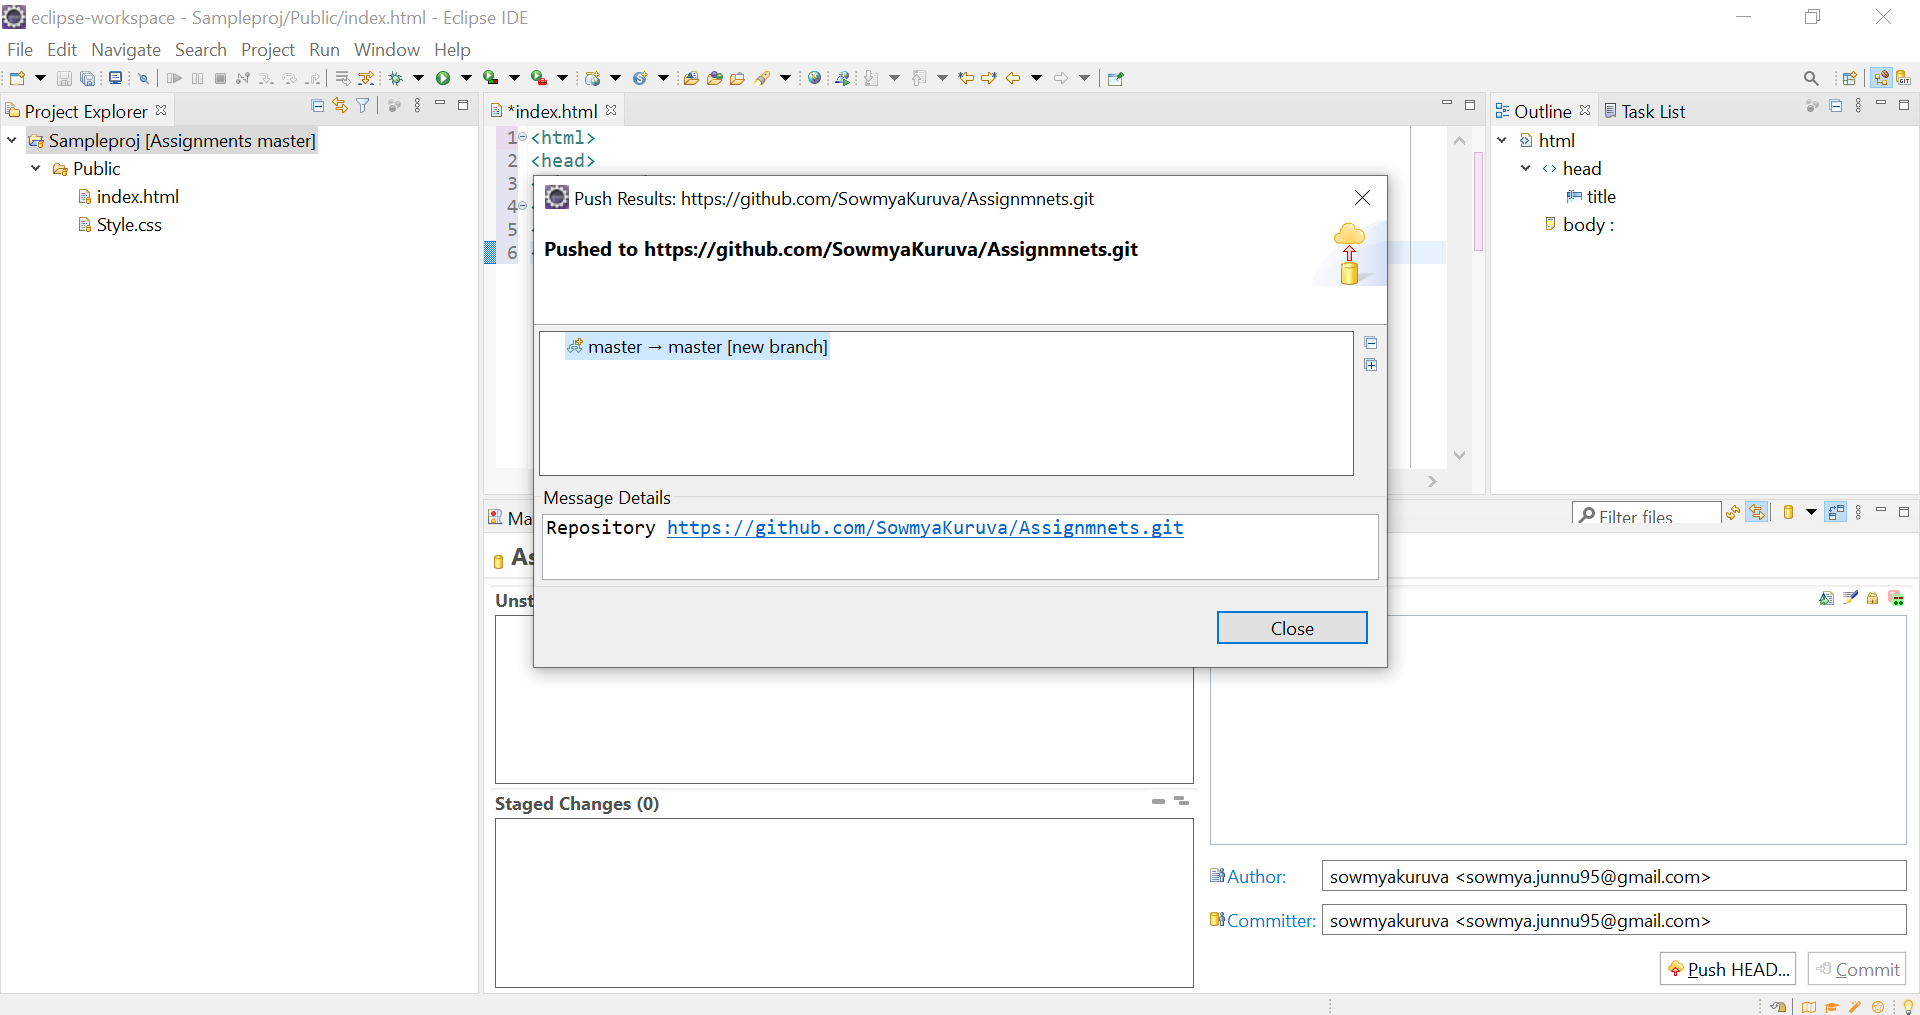 eclipse-workspace - Sampleproj/Public/index.html - Eclipse IDE
File Edit Navigate Search Project Run Window Help
Project Explorer
Sampleproj [Assignments master]
Public
index.html
Style.css
*index.html
1 <html>
2 <head>
3
4
5
6
Outline Task List
html
head
title
body :
Push Results: https://github.com/SowmyaKuruva/Assignmnets.git
Pushed to https://github.com/SowmyaKuruva/Assignmnets.git
master → master [new branch]
Message Details
Repository https://github.com/SowmyaKuruva/Assignmnets.git
Close
Filter files
Staged Changes (0)
Author: sowmyakuruva <sowmya.junnu95@gmail.com>
Committer: sowmyakuruva <sowmya.junnu95@gmail.com>
Push HEAD... Commit